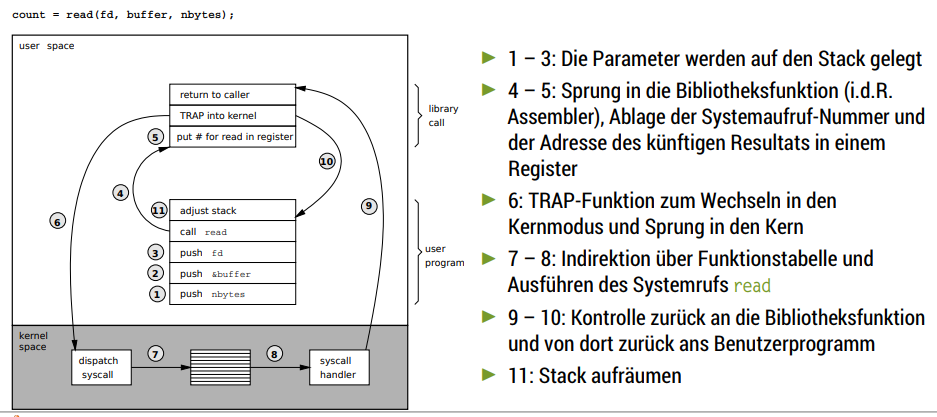 count = read(fd, buffer, nbytes);
user space
return to caller
TRAP into kernel
5 put # for read in register
library
call
10
4
6
9
11 adjust stack
call read
3 push fd
2 push &buffer
1 push nbytes
user
program
kernel
space
dispatch
syscall
7
8
syscall
handler
▶ 1 – 3: Die Parameter werden auf den Stack gelegt
▶ 4 – 5: Sprung in die Bibliotheksfunktion (i.d.R.
Assembler), Ablage der Systemaufruf-Nummer und
der Adresse des künftigen Resultats in einem
Register
▶ 6: TRAP-Funktion zum Wechseln in den
Kernmodus und Sprung in den Kern
▶ 7 – 8: Indirektion über Funktionstabelle und
Ausführen des Systemrufs read
▶ 9 – 10: Kontrolle zurück an die Bibliotheksfunktion
und von dort zurück ans Benutzerprogramm
▶ 11: Stack aufräumen